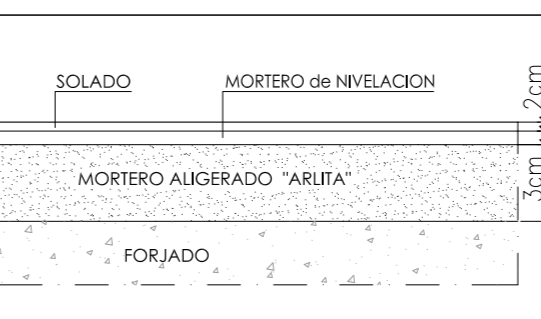 SOLADO
MORTERO de NIVELACION
2cm
MORTERO ALIGERADO "ARLITA"
3cm
FORJADO